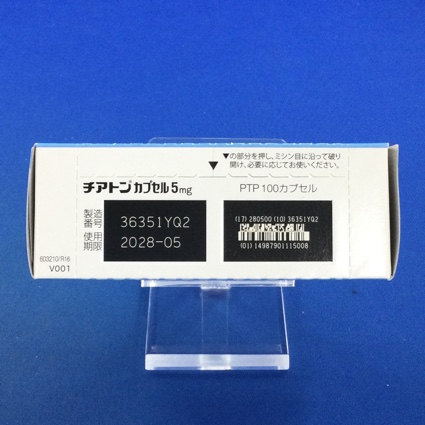 ▼の部分を押し、ミシン目に沿って破り
開け、必要に応じてお使いください。
▼
チアトンカプセル5mg
PTP 100カプセル
製造番号 36351YQ2
使用期限 2028-05
(17) 280500 (10) 36351YQ2
(01) 14987901115008
603210/R16
V001